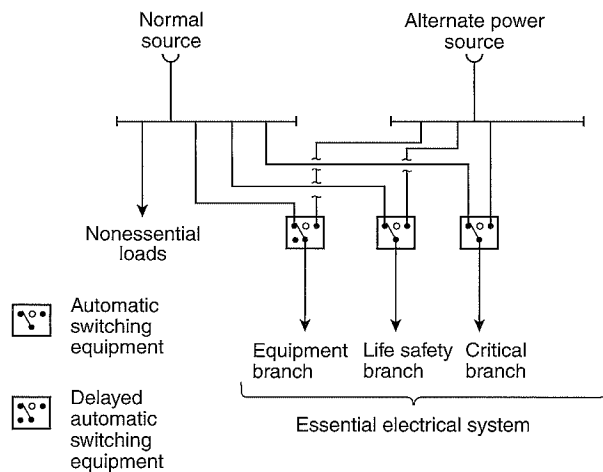 Normal
source
Alternate power
source
Nonessential
loads
Automatic
switching
equipment
Equipment
branch
Life safety
branch
Critical
branch
Delayed
automatic
switching
equipment
Essential electrical system